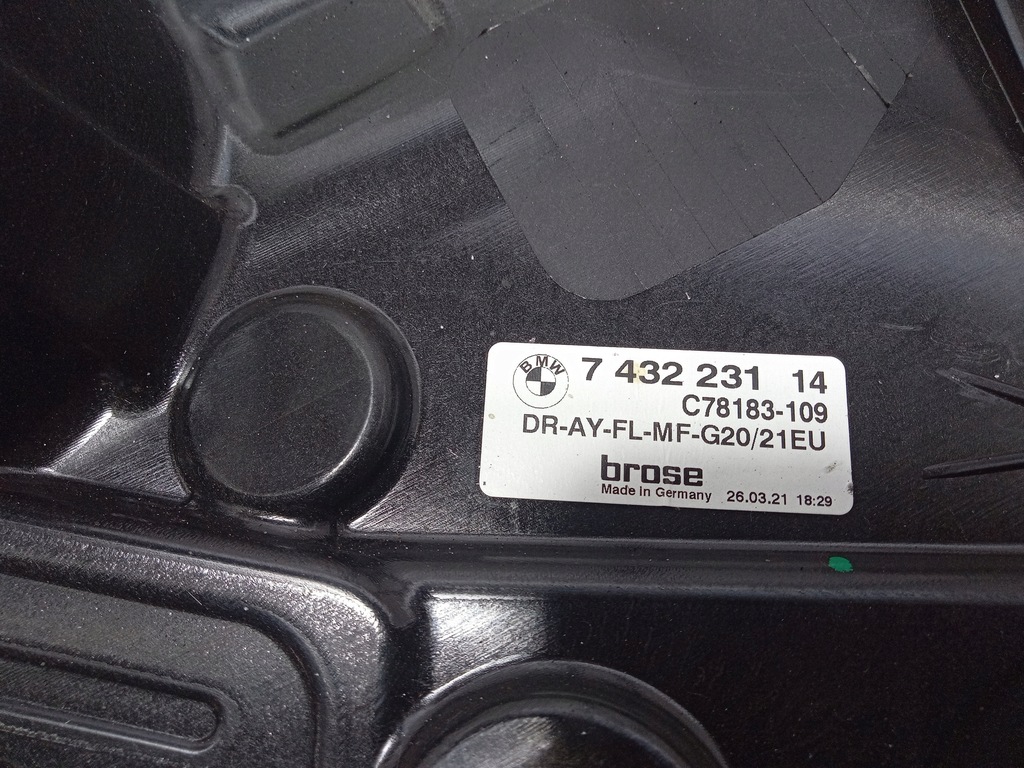 BMW 7 432 231 14
C78183-109
DR-AY-FL-MF-G20/21EU
brose
Made in Germany 26.03.21 18:29